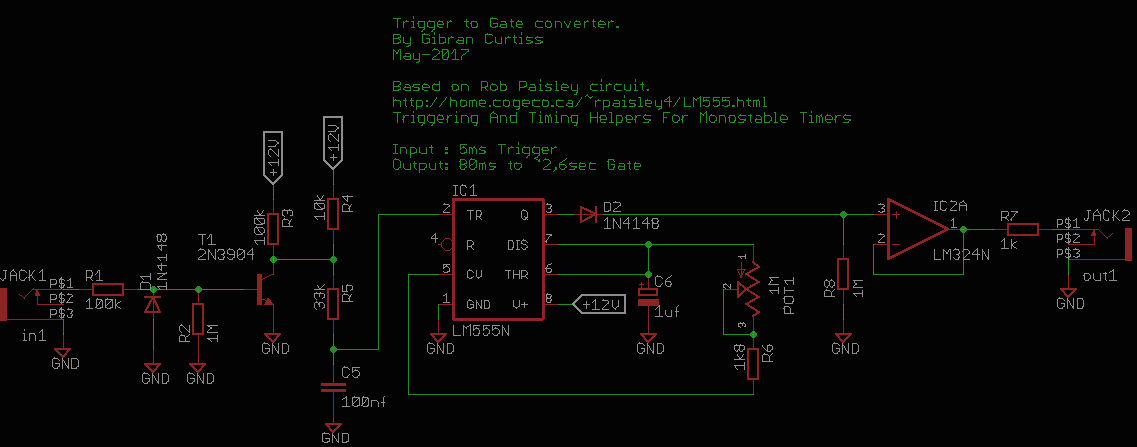 Trigger to Gate converter.
By Gibran Curtiss
May-2017
Based on Rob Paisley circuit.
http://home.cogeco.ca/~rpaisley4/LM555.html
Triggering And Timing Helpers For Monostable Timers
Input : 5ms Trigger
Output: 80ms to ~2,6sec Gate
+12V
+12V
100k
R3
10k
R4
IC1
2 TR Q 3
4 R DIS 7
5 CV THR 6
1 GND V+ 8
LM555N
+12V
D2
1N4148
T1
2N3904
D1
1N4148
JACK1
P$1
P$2
P$3
in1
R1
100k
R2
1M
33k
R5
C5
100nf
C6
+
1uf
1
2
3
1M
POT1
1k8
R6
R8
1M
3
+
2
-
1
IC2A
LM324N
R7
1k
JACK2
P$1
P$2
P$3
out1
GND
GND
GND
GND
GND
GND
GND
GND
GND